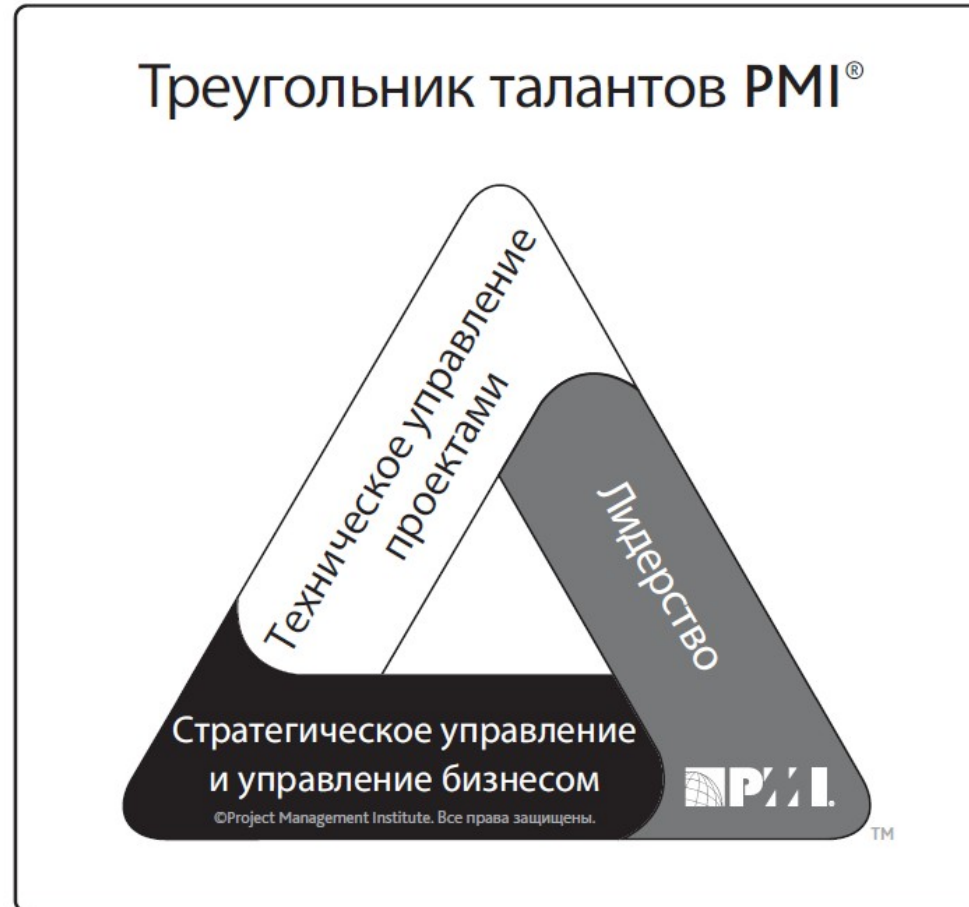 Треугольник талантов PMI®
Техническое управление
проектами
Лидерство
Стратегическое управление
и управление бизнесом
©Project Management Institute. Все права защищены.
PMI.
TM